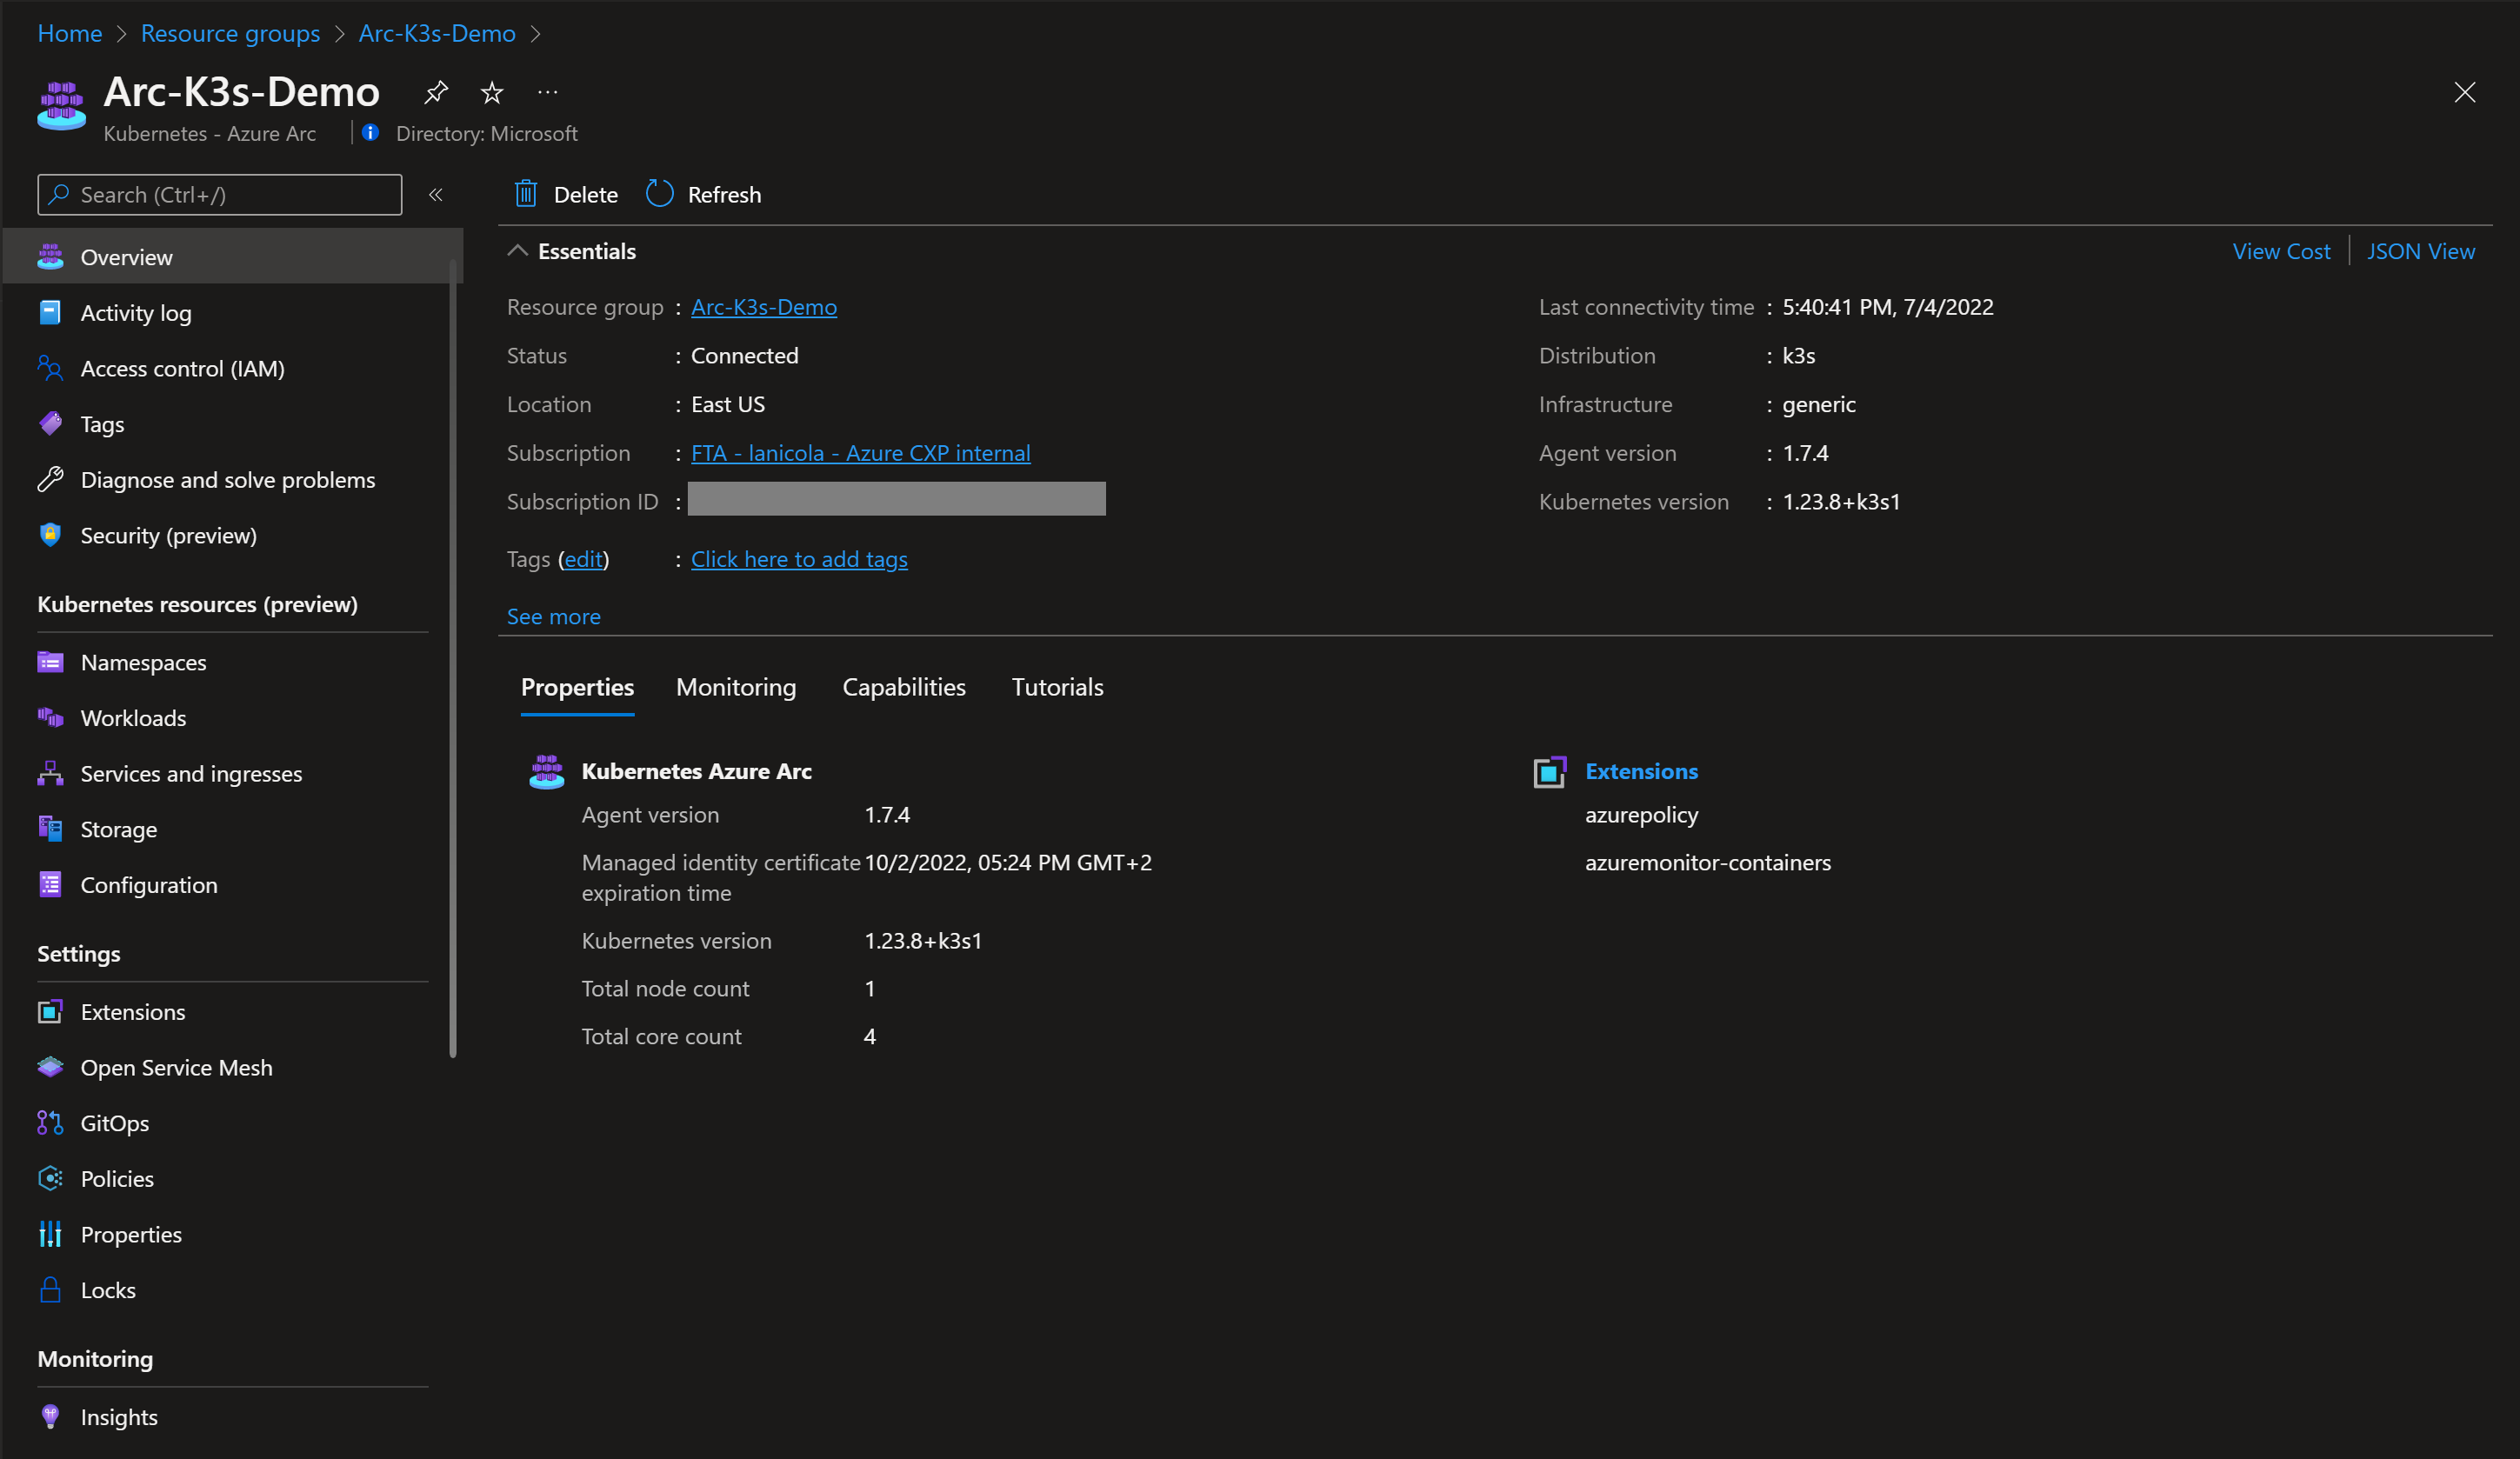 Home > Resource groups > Arc-K3s-Demo >
Arc-K3s-Demo ...
Kubernetes - Azure Arc | Directory: Microsoft
Search (Ctrl+/) «
Overview
Activity log
Access control (IAM)
Tags
Diagnose and solve problems
Security (preview)
Kubernetes resources (preview)
Namespaces
Workloads
Services and ingresses
Storage
Configuration
Settings
Extensions
Open Service Mesh
GitOps
Policies
Properties
Locks
Monitoring
Insights
Delete Refresh
Essentials
View Cost | JSON View
Resource group : Arc-K3s-Demo
Status : Connected
Location : East US
Subscription : FTA - lanicola - Azure CXP internal
Subscription ID :
Tags (edit) : Click here to add tags
See more
Last connectivity time : 5:40:41 PM, 7/4/2022
Distribution : k3s
Infrastructure : generic
Agent version : 1.7.4
Kubernetes version : 1.23.8+k3s1
Properties Monitoring Capabilities Tutorials
Kubernetes Azure Arc
Agent version 1.7.4
Managed identity certificate 10/2/2022, 05:24 PM GMT+2
expiration time
Kubernetes version 1.23.8+k3s1
Total node count 1
Total core count 4
Extensions
azurepolicy
azuremonitor-containers